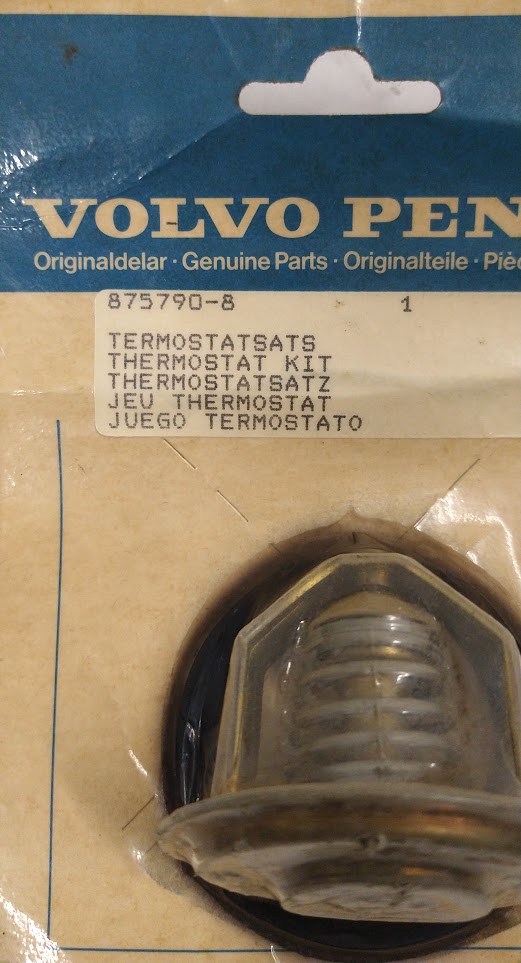 VOLVO PEN
Originaldelar · Genuine Parts · Originalteile · Pièc
875790-8 1
TERMOSTATSATS
THERMOSTAT KIT
THERMOSTATSATZ
JEU THERMOSTAT
JUEGO TERMOSTATO